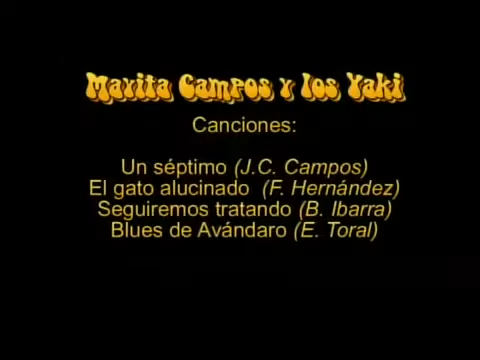 Mayita Campos y los Yaki
Canciones:
Un séptimo (J.C. Campos)
El gato alucinado (F. Hernández)
Seguiremos tratando (B. Ibarra)
Blues de Avándaro (E. Toral)